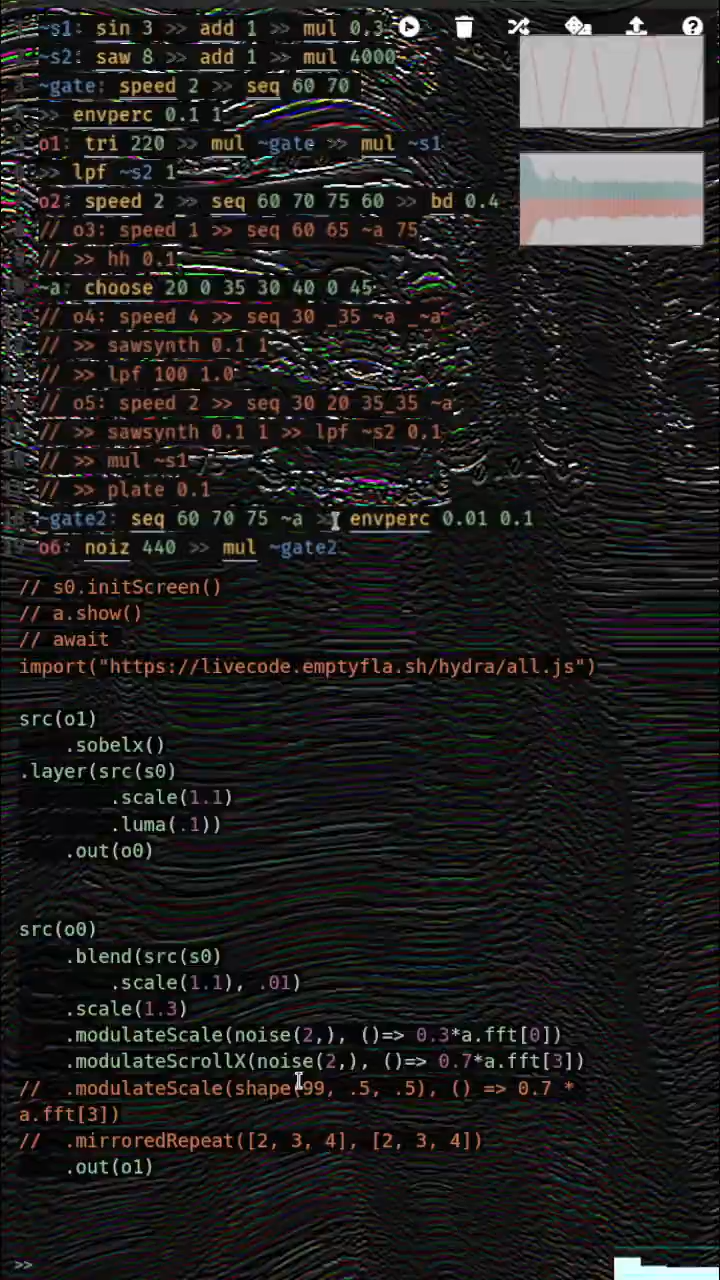 ~s1: sin 3 >> add 1 >> mul 0.3
~s2: saw 8 >> add 1 >> mul 4000
~gate: speed 2 >> seq 60 70
>> envperc 0.1 1
o1: tri 220 >> mul ~gate >> mul ~s1
>> lpf ~s2 1
o2: speed 2 >> seq 60 70 75 60 >> bd 0.4
// o3: speed 1 >> seq 60 65 ~a 75
// >> hh 0.1
~a: choose 20 0 35 30 40 0 45
// o4: speed 4 >> seq 30 _35 ~a _~a
// >> sawsynth 0.1 1
// >> lpf 100 1.0
// o5: speed 2 >> seq 30 20 35_35 ~a
// >> sawsynth 0.1 1 >> lpf ~s2 0.1
// >> mul ~s1
// >> plate 0.1
~gate2: seq 60 70 75 ~a >> envperc 0.01 0.1
o6: noiz 440 >> mul ~gate2
// s0.initScreen()
// a.show()
// await
import("https://livecode.emptyfla.sh/hydra/all.js")
src(o1)
.sobelx()
.layer(src(s0)
.scale(1.1)
.luma(.1))
.out(o0)
src(o0)
.blend(src(s0)
.scale(1.1), .01)
.scale(1.3)
.modulateScale(noise(2,), ()=> 0.3*a.fft[0])
.modulateScrollX(noise(2,), ()=> 0.7*a.fft[3])
// .modulateScale(shape(99, .5, .5), () => 0.7 *
a.fft[3])
// .mirroredRepeat([2, 3, 4], [2, 3, 4])
.out(o1)
>>